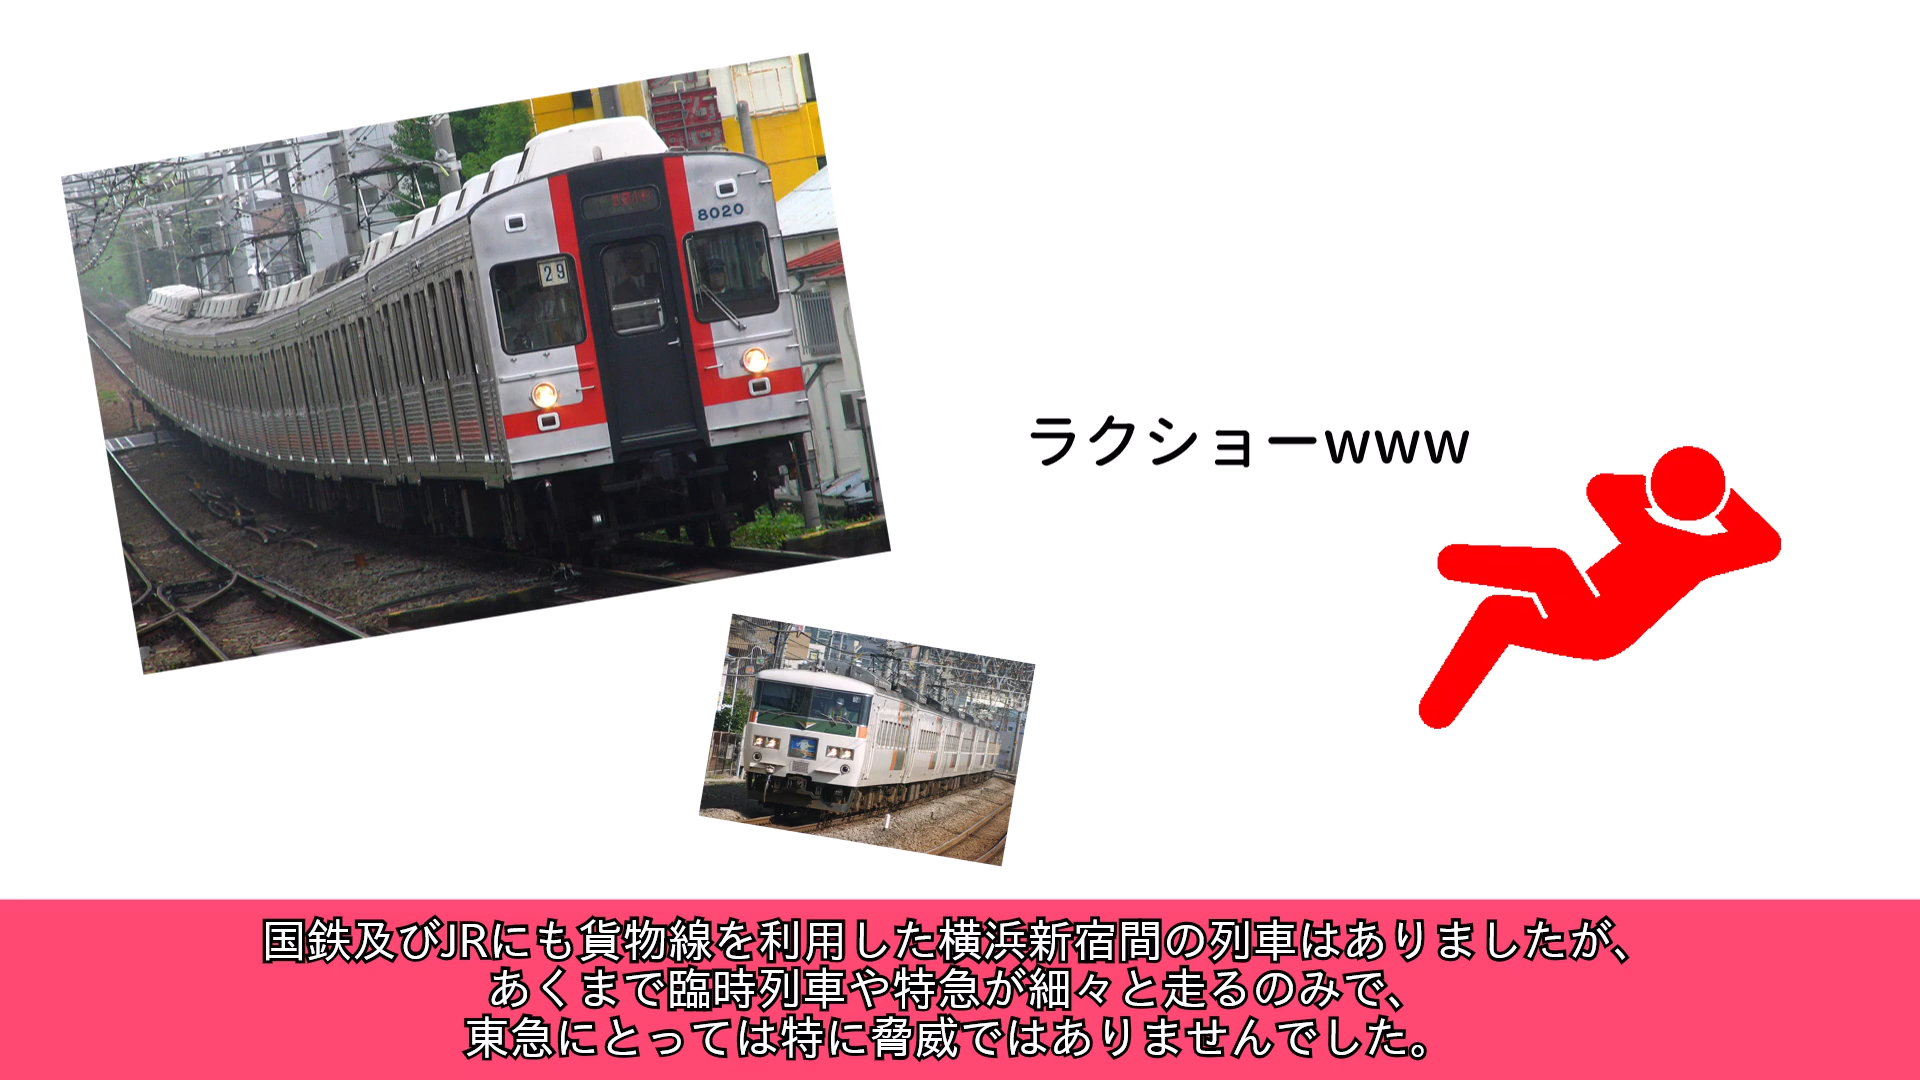 8020
29
ラクショーwww
国鉄及びJRにも貨物線を利用した横浜新宿間の列車はありましたが、
あくまで臨時列車や特急が細々と走るのみで、
東急にとっては特に脅威ではありませんでした。